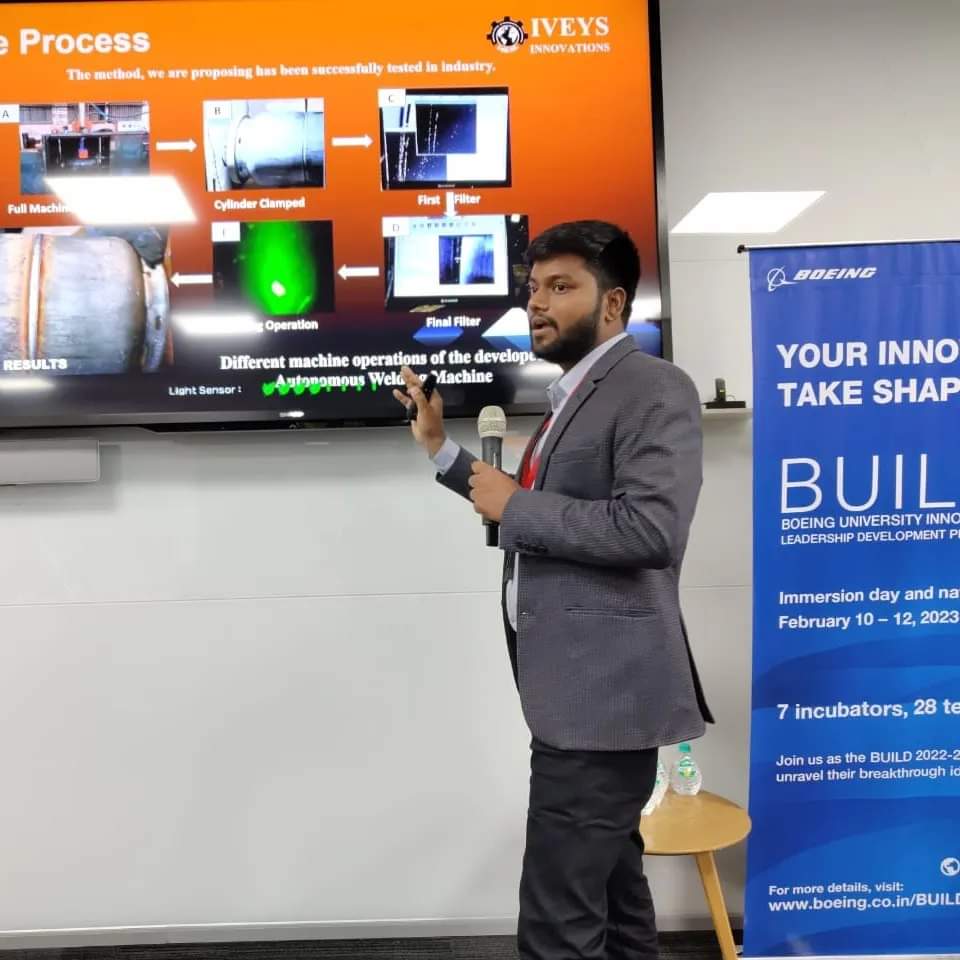 e Process
IVEYS
INNOVATIONS
The method, we are proposing has been successfully tested in industry.
A
B
C
Full Machin
Cylinder Clamped
First Filter
D
Operation
Final Filter
RESULTS
Different machine operations of the develope
Autonomous Machine
Light Sensor :
BOEING
YOUR INNO
TAKE SHAP
BUIL
BOEING UNIVERSITY INNO
LEADERSHIP DEVELOPMENT P
Immersion day and na
February 10 – 12, 2023
7 incubators, 28 te
Join us as the BUILD 2022-2
unravel their breakthrough id
For more details, visit:
www.boeing.co.in/BUILD